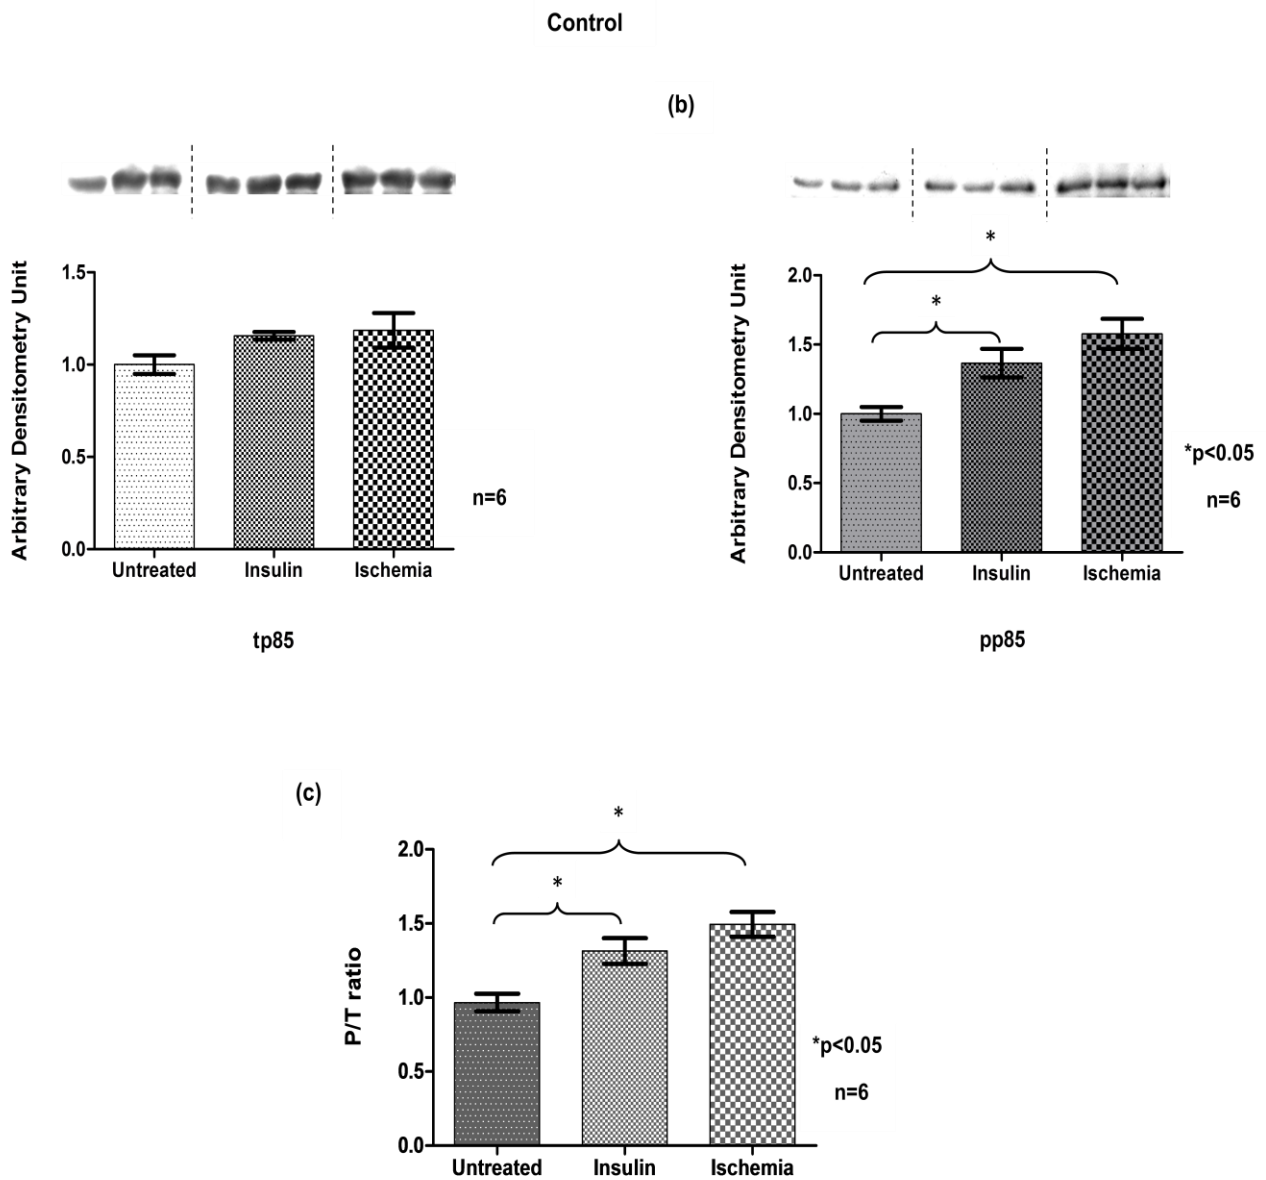 Control
(b)
Arbitrary Densitometry Unit
1.5
1.0
0.5
0.0
Untreated Insulin Ischemia
n=6
tp85
*
*
Arbitrary Densitometry Unit
2.0
1.5
1.0
0.5
0.0
Untreated Insulin Ischemia
*p<0.05
n=6
pp85
(c)
*
*
P/T ratio
2.0
1.5
1.0
0.5
0.0
Untreated Insulin Ischemia
*p<0.05
n=6